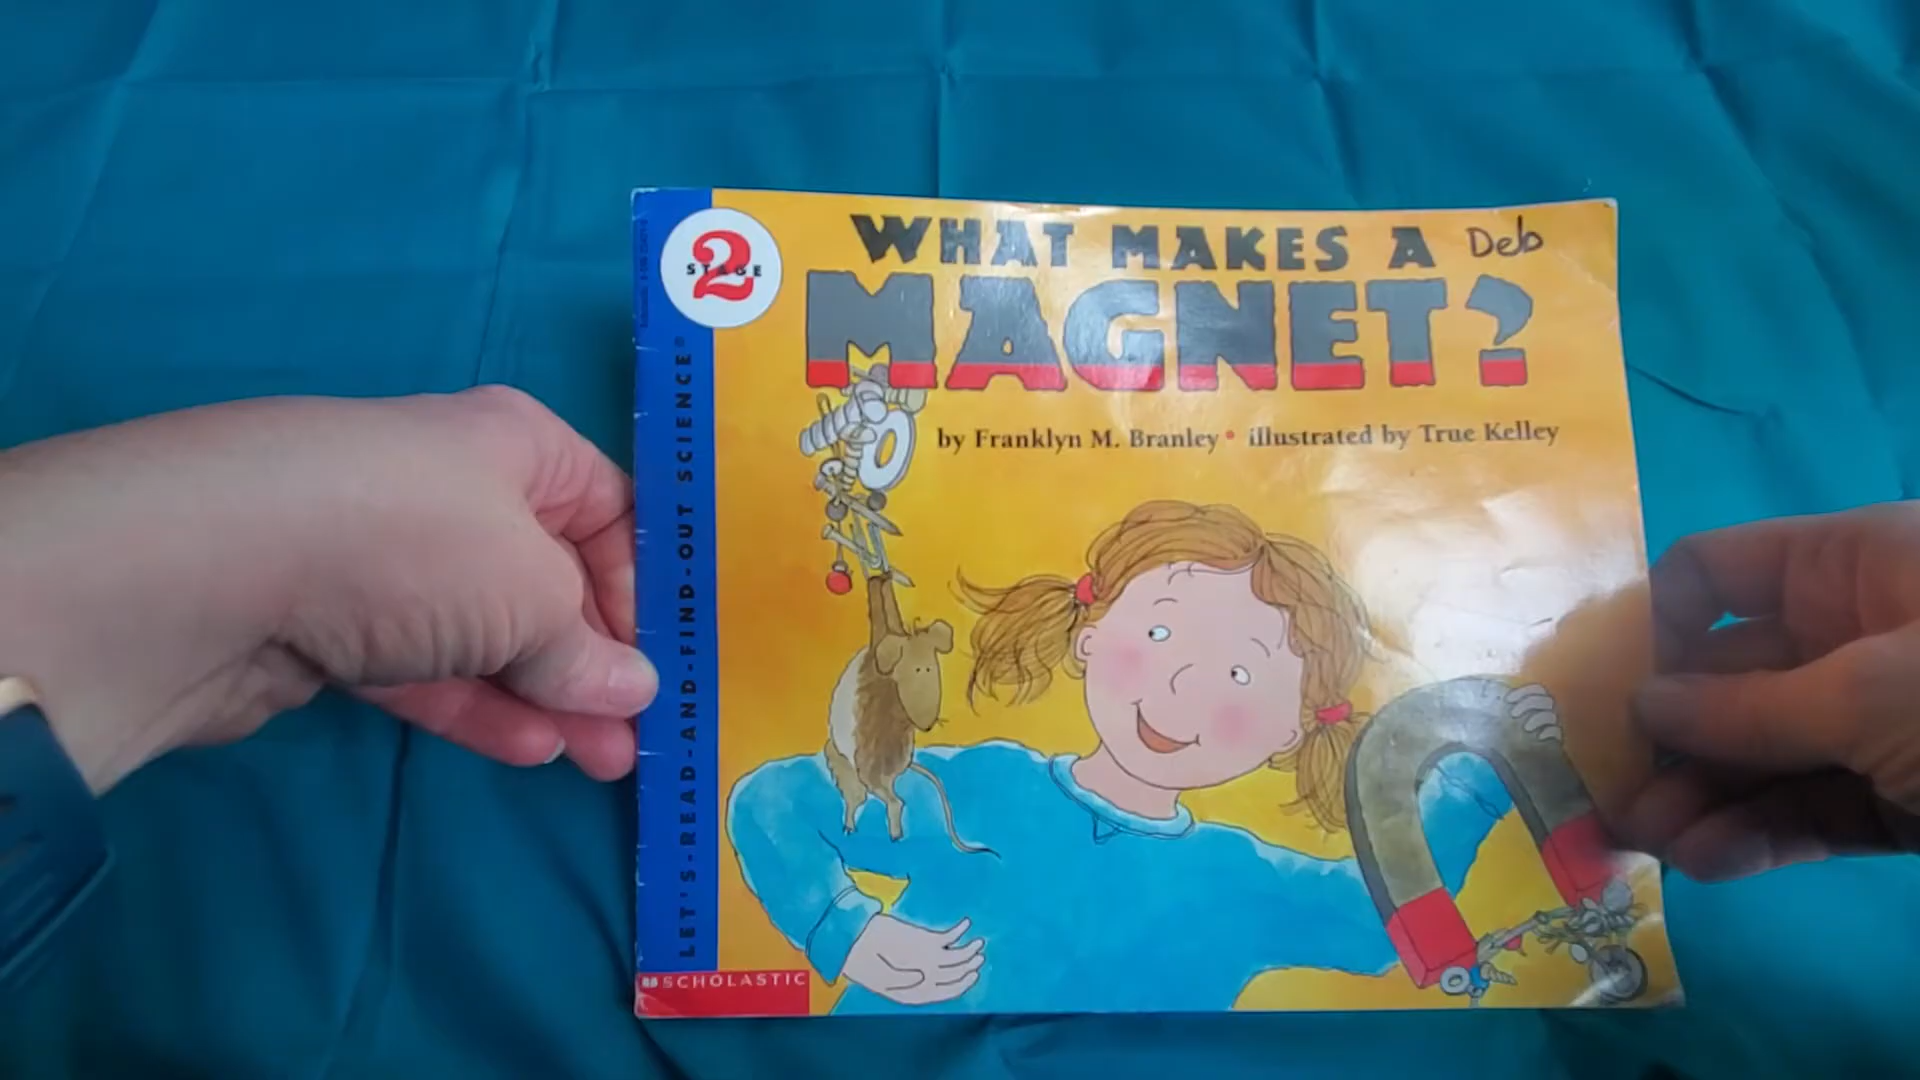 2
STAGE
WHAT MAKES A Deb
MAGNET?
by Franklyn M. Branley • illustrated by True Kelley
LET'S-READ-AND-FIND-OUT SCIENCE®
SCHOLASTIC